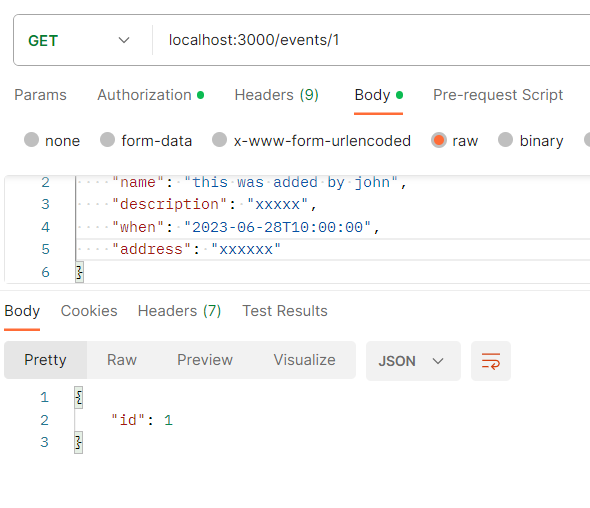 GET localhost:3000/events/1
Params Authorization Headers (9) Body Pre-request Script
none form-data x-www-form-urlencoded raw binary
2 "name": "this was added by john",
3 "description": "xxxxx",
4 "when": "2023-06-28T10:00:00",
5 "address": "xxxxxx"
6 }
Body Cookies Headers (7) Test Results
Pretty Raw Preview Visualize JSON
1 {
2 "id": 1
3 }